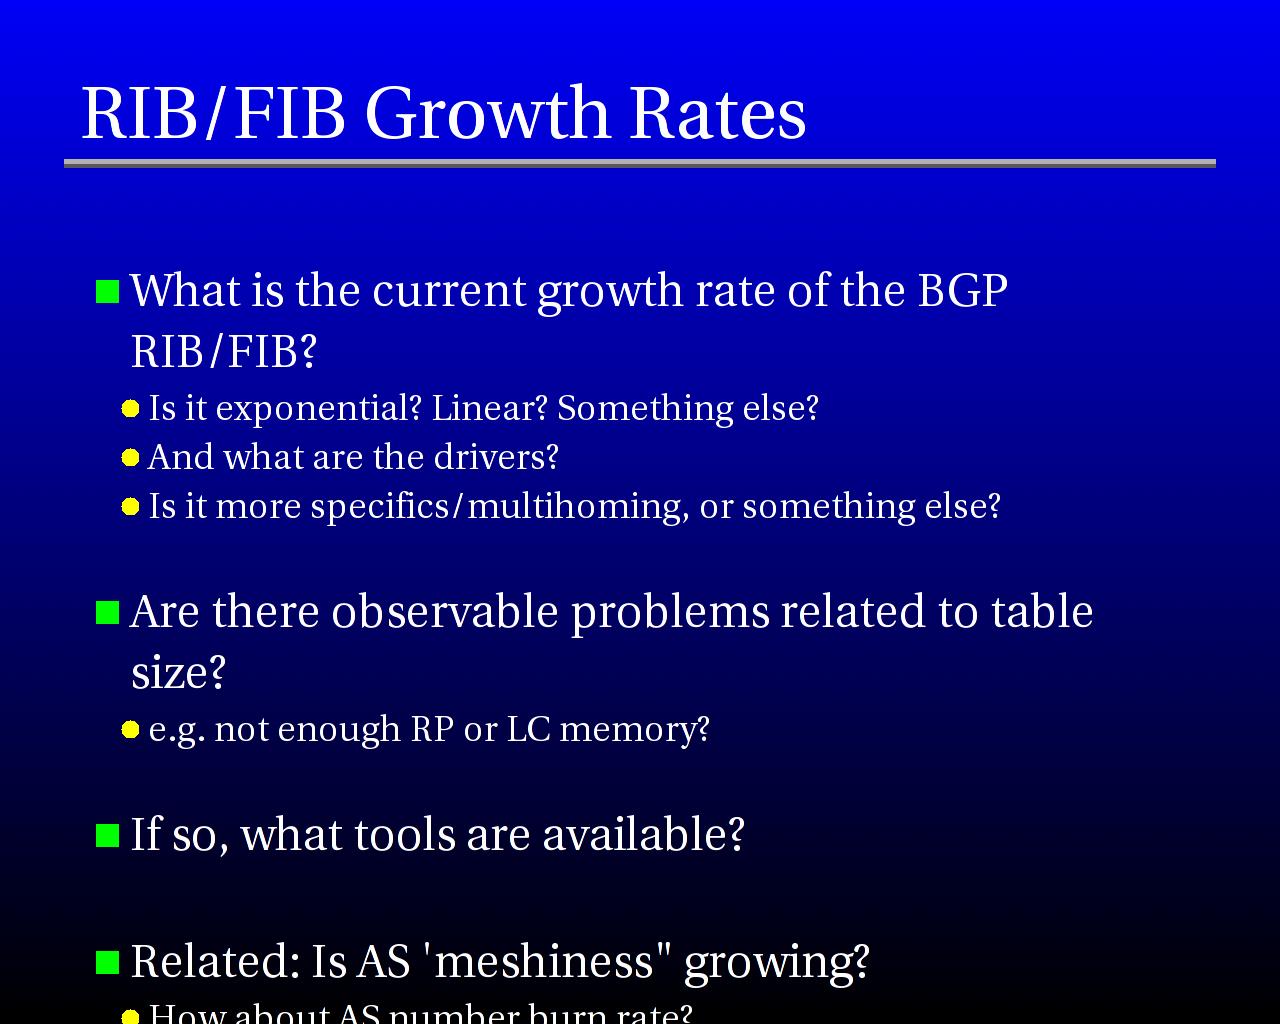 RIB/FIB Growth Rates
What is the current growth rate of the BGP
RIB/FIB?
Is it exponential? Linear? Something else?
And what are the drivers?
Is it more specifics/multihoming, or something else?
Are there observable problems related to table
size?
e.g. not enough RP or LC memory?
If so, what tools are available?
Related: Is AS 'meshiness" growing?
How about AS number burn rate?